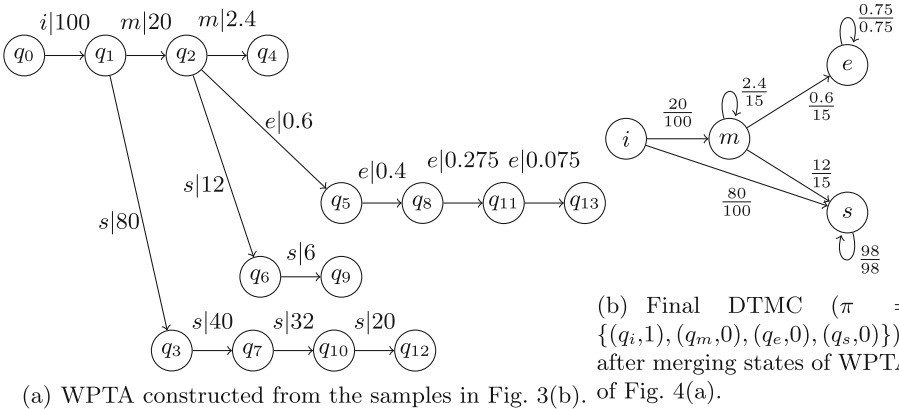 i|100 m|20 m|2.4
q0 q1 q2 q4
e|0.6
s|12
s|80
e|0.4 e|0.275 e|0.075
q5 q8 q11 q13
s|6
q6 q9
s|40 s|32 s|20
q3 q7 q10 q12
(a) WPTA constructed from the samples in Fig. 3(b).
0.75/0.75
e
2.4/15
20/100
0.6/15
i m
12/15
80/100
s
98/98
(b) Final DTMC (π =
{(qi,1), (qm,0), (qe,0), (qs,0)})
after merging states of WPTA
of Fig. 4(a).